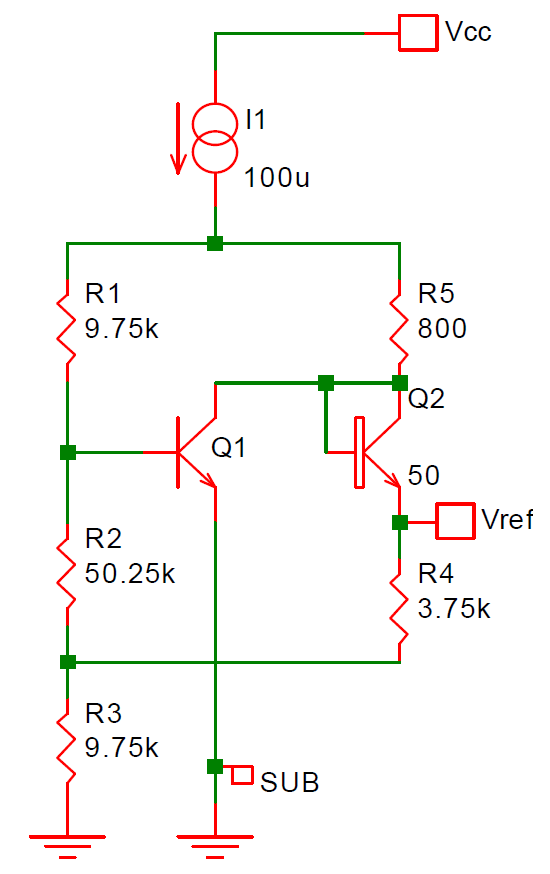 Vcc
I1
100u
R1
9.75k
R5
800
Q2
Q1
50
Vref
R2
50.25k
R4
3.75k
R3
9.75k
SUB